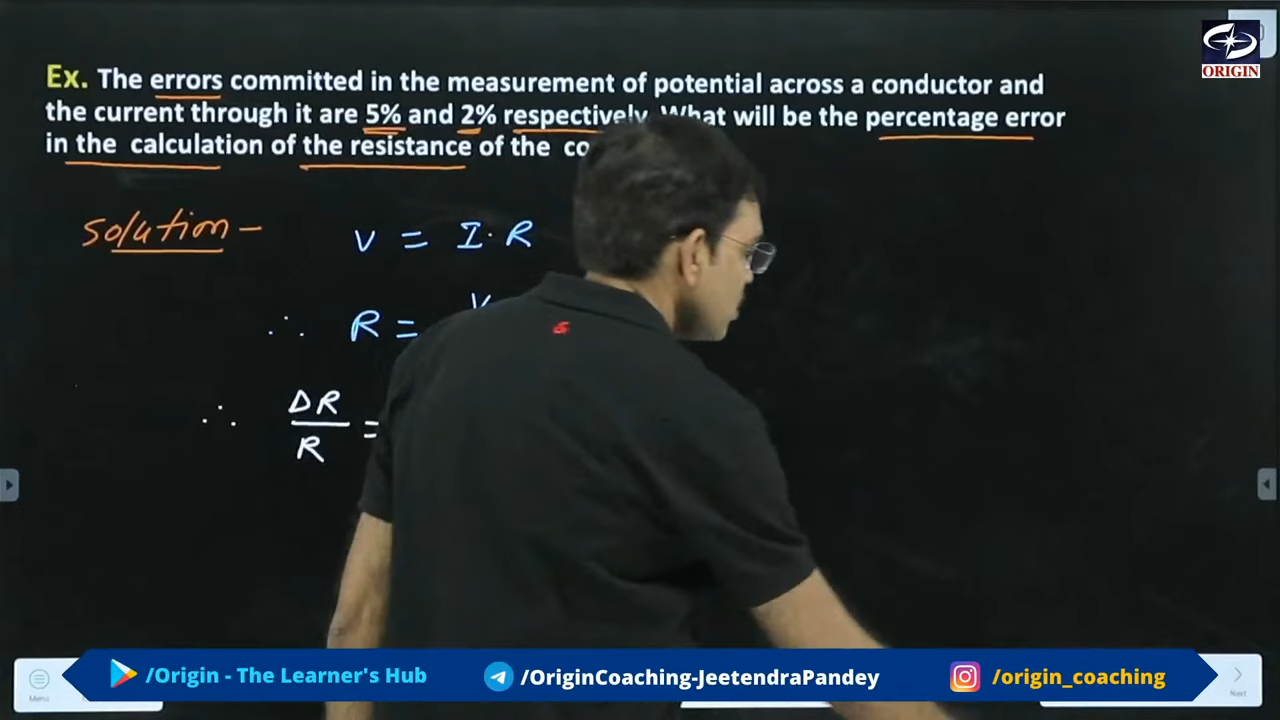 ORIGIN
Ex. The errors committed in the measurement of potential across a conductor and
the current through it are 5% and 2% respectively. What will be the percentage error
in the calculation of the resistance of the
Solution -
V = I . R
∴ R = V
∴ ΔR
R =
/Origin - The Learner's Hub
/OriginCoaching-JeetendraPandey
/origin_coaching
Menu
Next